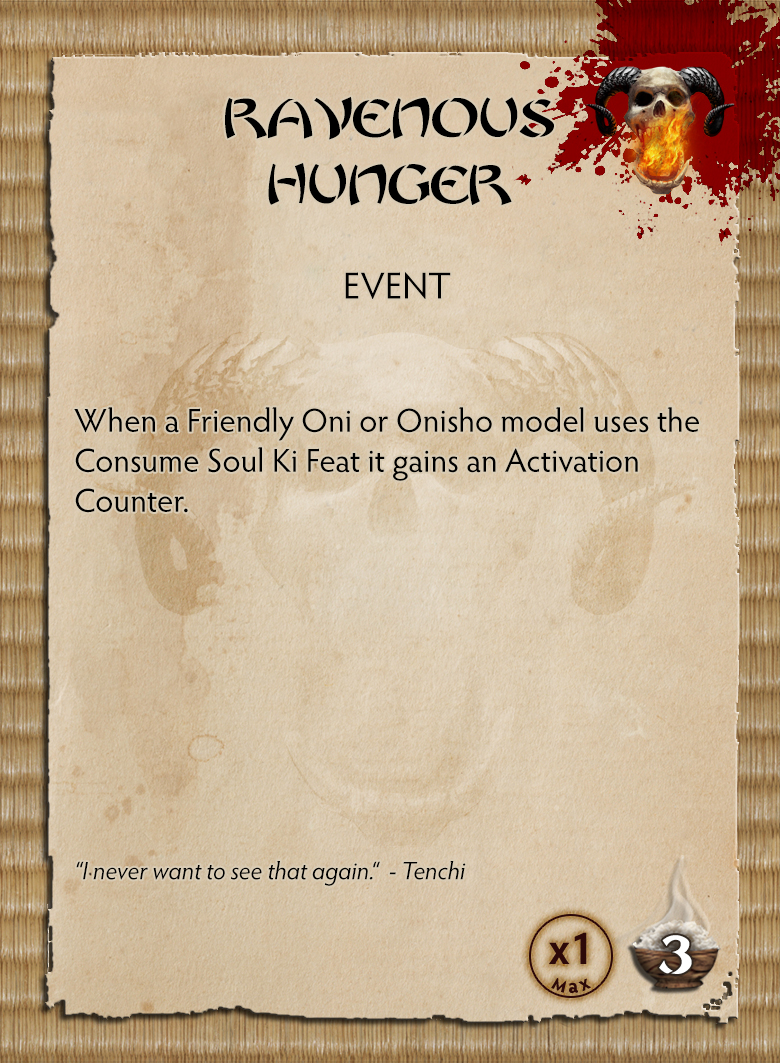 RAVENOUS
HUNGER
EVENT
When a Friendly Oni or Onisho model uses the
Consume Soul Ki Feat it gains an Activation
Counter.
“I never want to see that again.“ - Tenchi
x1
Max
3